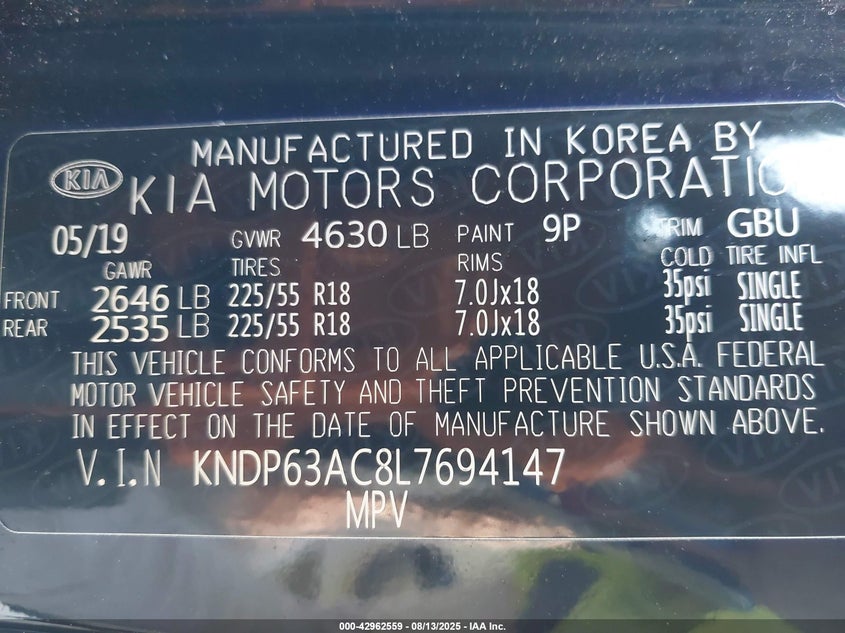 MANUFACTURED IN KOREA BY
KIA KIA MOTORS CORPORATIO
05/19 GVWR 4630 LB PAINT 9P TRIM GBU
GAWR TIRES RIMS COLD TIRE INFL
FRONT 2646 LB 225/55 R18 7.0Jx18 35psi SINGLE
REAR 2535 LB 225/55 R18 7.0Jx18 35psi SINGLE
THIS VEHICLE CONFORMS TO ALL APPLICABLE U.S.A. FEDERAL
MOTOR VEHICLE SAFETY AND THEFT PREVENTION STANDARDS
IN EFFECT ON THE DATE OF MANUFACTURE SHOWN ABOVE.
V.I.N KNDP63AC8L7694147
MPV
000-42962559 - 08/13/2025 - IAA Inc.